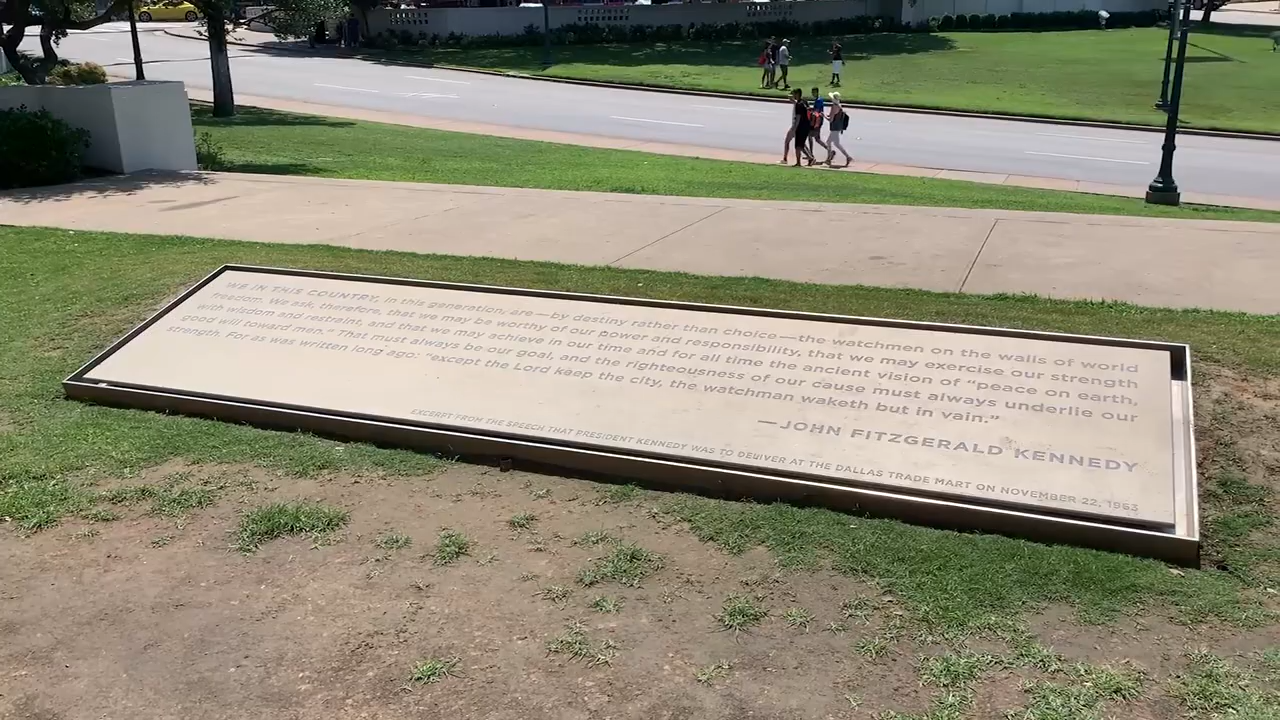 WE IN THIS COUNTRY, in this generation, are—by destiny rather than choice—the watchmen on the walls of world
freedom. We ask, therefore, that we may be worthy of our power and responsibility, that we may exercise our strength
with wisdom and restraint, and that we may achieve in our time and for all time the ancient vision of “peace on earth,
good will toward men.” That must always be our goal, and the righteousness of our cause must always underlie our
strength. For as was written long ago: “except the Lord keep the city, the watchman waketh but in vain.”
—JOHN FITZGERALD KENNEDY
EXCERPT FROM THE SPEECH THAT PRESIDENT KENNEDY WAS TO DELIVER AT THE DALLAS TRADE MART ON NOVEMBER 22, 1963